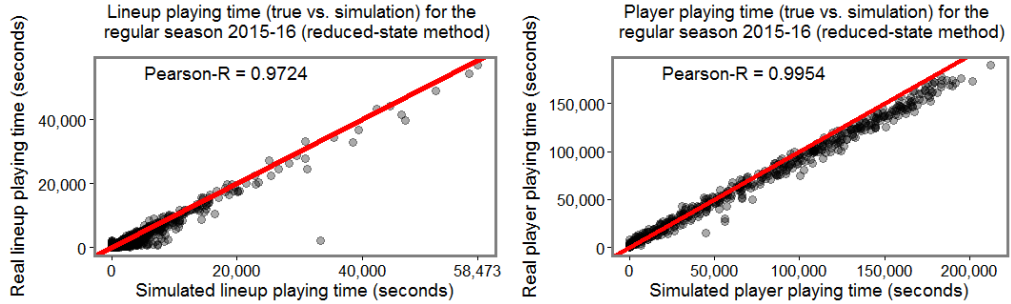 Lineup playing time (true vs. simulation) for the
regular season 2015-16 (reduced-state method)
Real lineup playing time (seconds)
Pearson-R = 0.9724
40,000
20,000
0
0 20,000 40,000 58,473
Simulated lineup playing time (seconds)
Player playing time (true vs. simulation) for the
regular season 2015-16 (reduced-state method)
Real player playing time (seconds)
Pearson-R = 0.9954
150,000
100,000
50,000
0
0 50,000 100,000 150,000 200,000
Simulated player playing time (seconds)